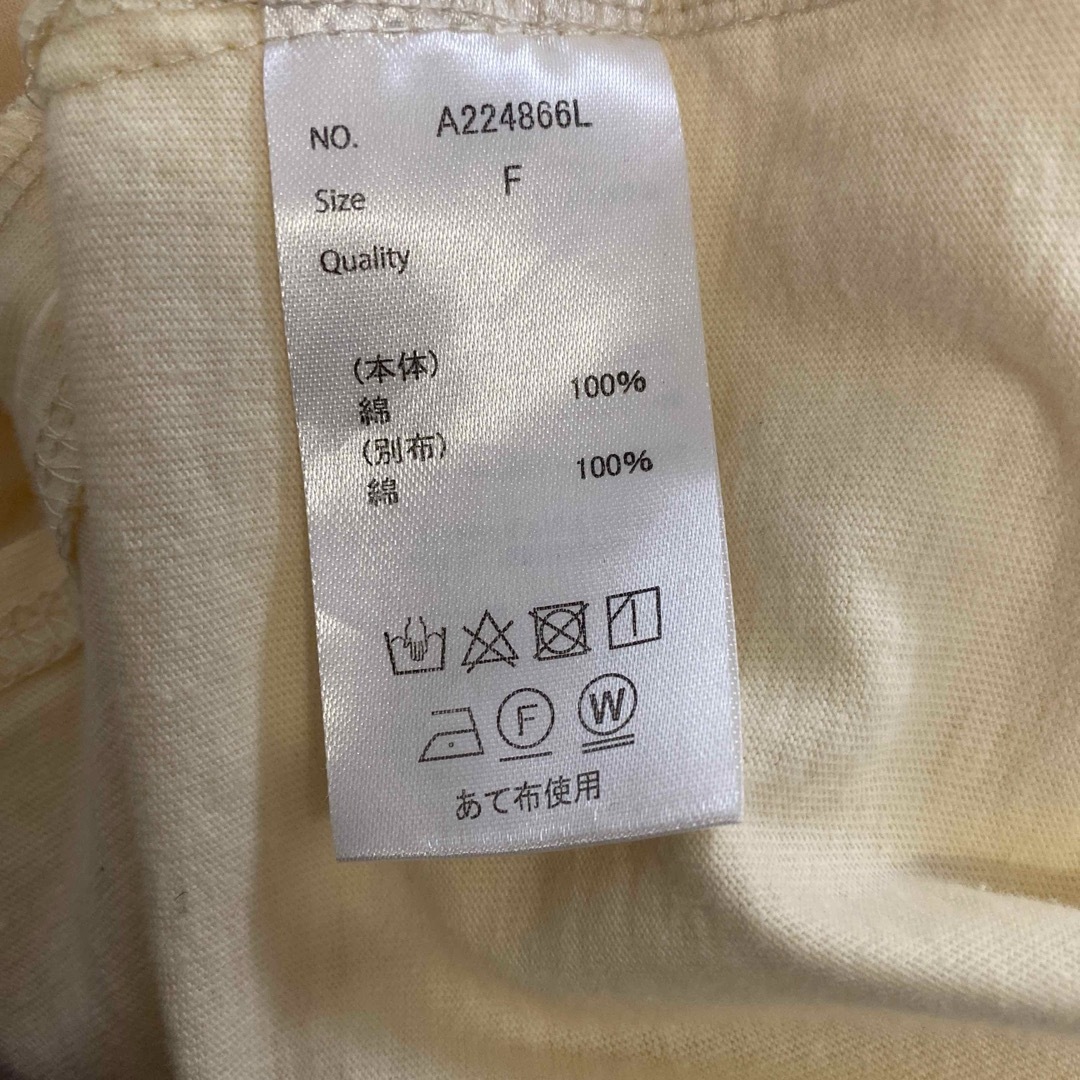 NO. A224866L
Size F
Quality
(本体)
綿 100%
(別布)
綿 100%
F W
あて布使用